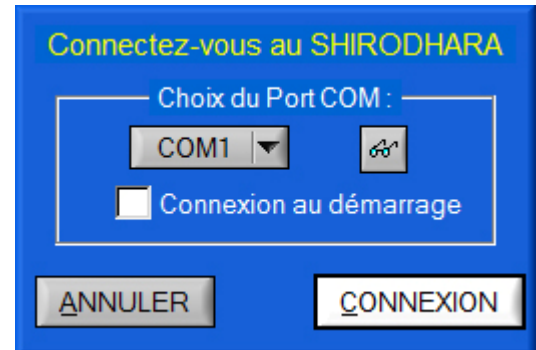 Connectez-vous au SHIRODHARA
Choix du Port COM :
COM1
Connexion au démarrage
ANNULER
CONNEXION